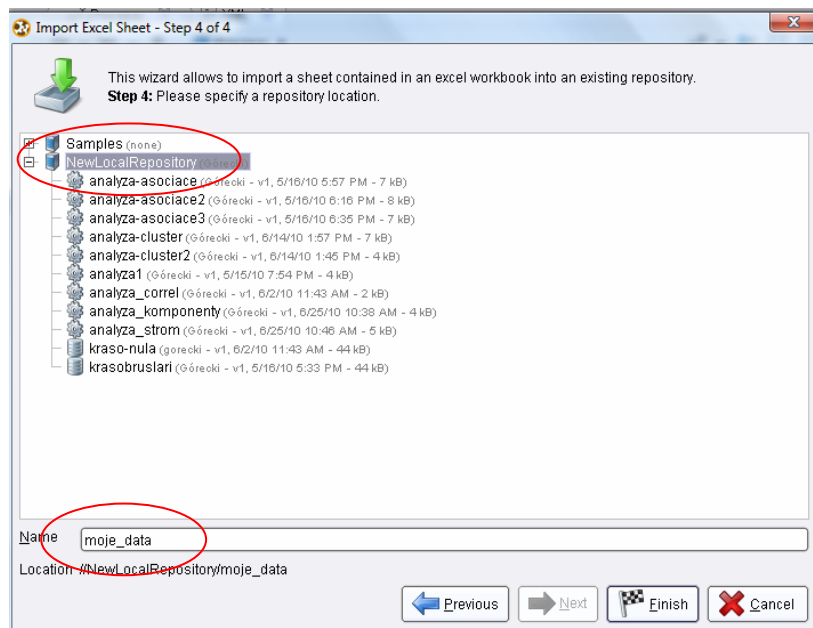 Import Excel Sheet - Step 4 of 4
This wizard allows to import a sheet contained in an excel workbook into an existing repository.
Step 4: Please specify a repository location.
Samples (none)
NewLocalRepository (Górecki)
analyza-asociace (Górecki - v1, 5/16/10 5:57 PM - 7 kB)
analyza-asociace2 (Górecki - v1, 5/16/10 6:16 PM - 8 kB)
analyza-asociace3 (Górecki - v1, 5/16/10 6:35 PM - 7 kB)
analyza-cluster (Górecki - v1, 6/14/10 1:57 PM - 7 kB)
analyza-cluster2 (Górecki - v1, 6/14/10 1:45 PM - 4 kB)
analyza1 (Górecki - v1, 5/15/10 7:54 PM - 4 kB)
analyza_correl (Górecki - v1, 6/2/10 11:43 AM - 2 kB)
analyza_komponenty (Górecki - v1, 6/25/10 10:38 AM - 4 kB)
analyza_strom (Górecki - v1, 6/25/10 10:46 AM - 5 kB)
kraso-nula (gorecki - v1, 6/2/10 11:43 AM - 44 kB)
krasobruslari (Górecki - v1, 5/16/10 5:33 PM - 44 kB)
Name moje_data
Location //NewLocalRepository/moje_data
Previous Next Finish Cancel